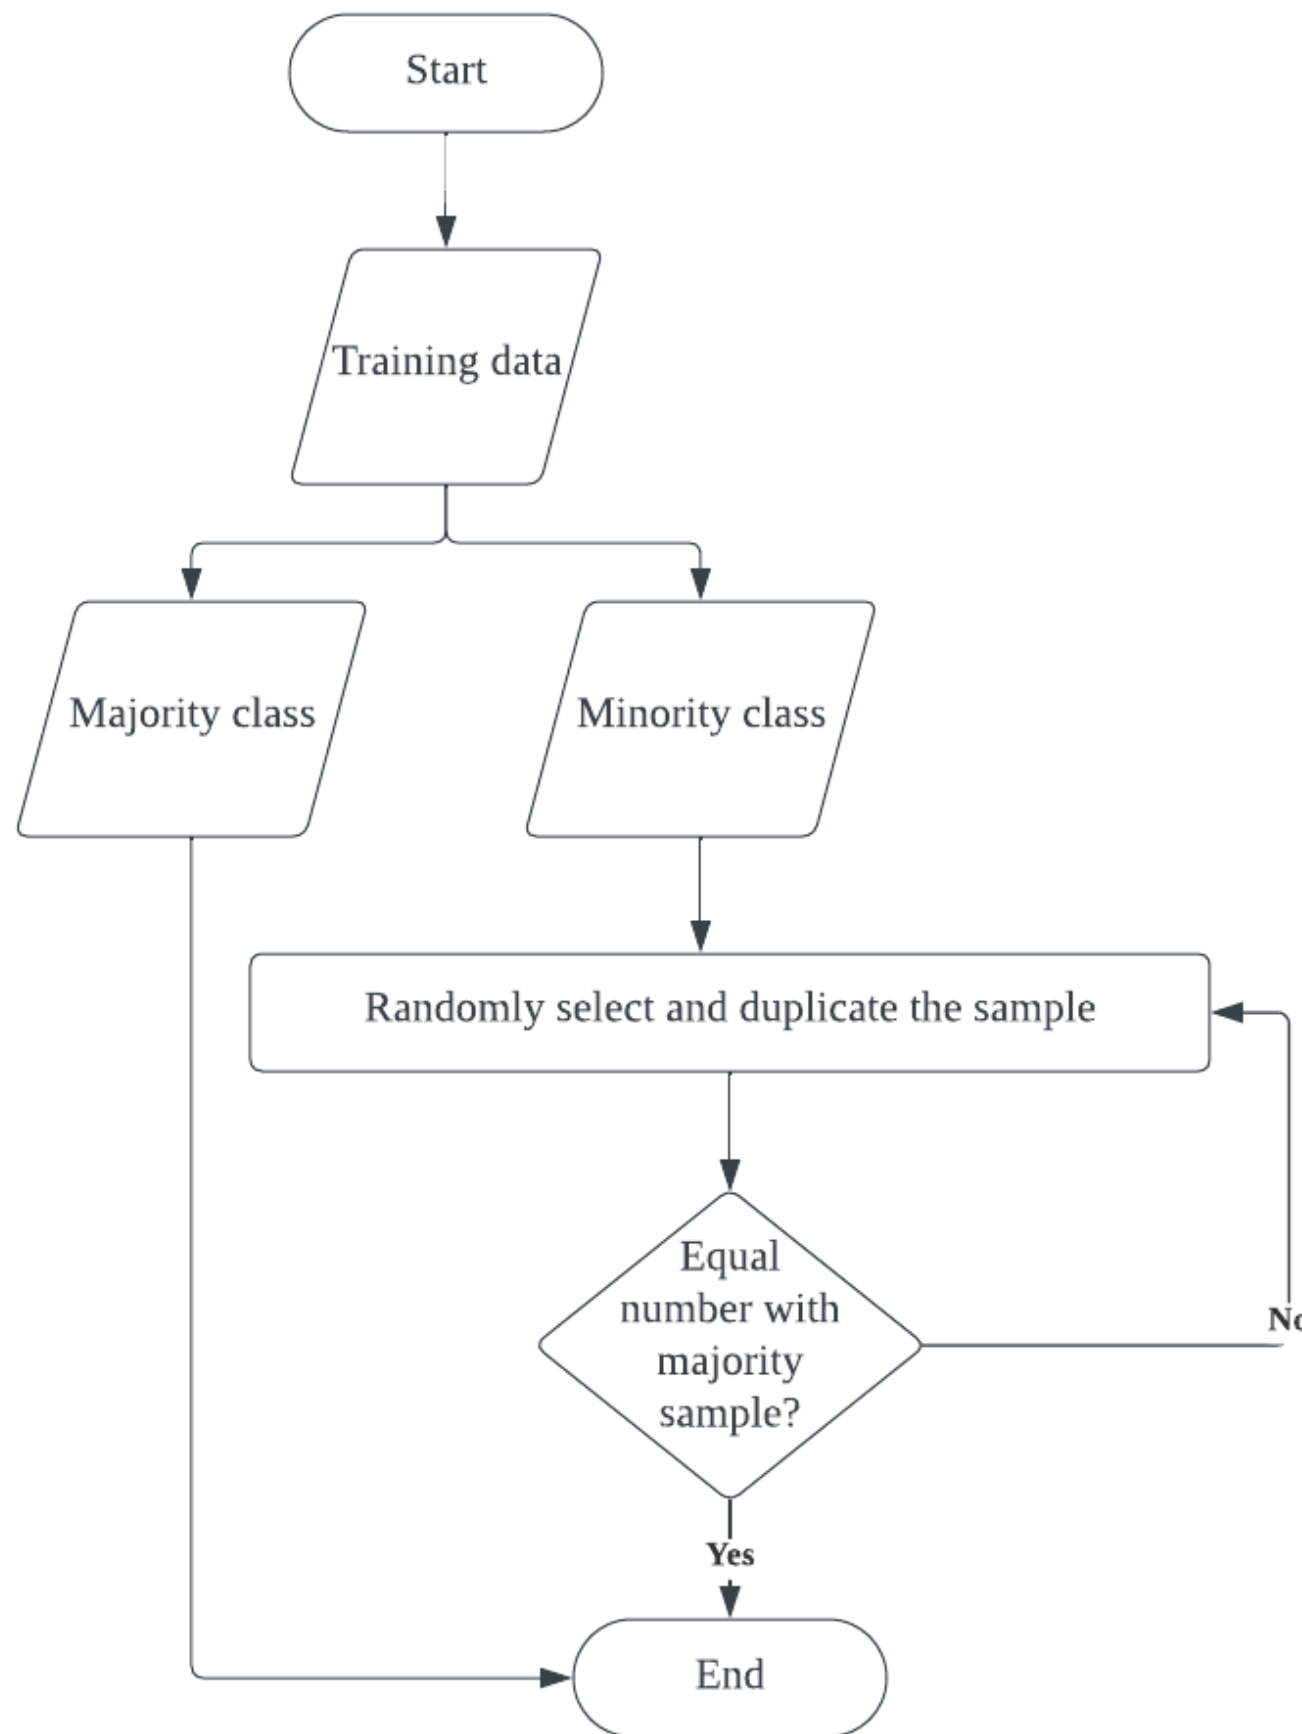 Start
Training data
Majority class
Minority class
Randomly select and duplicate the sample
Equal
number with
majority
sample?
No
Yes
End